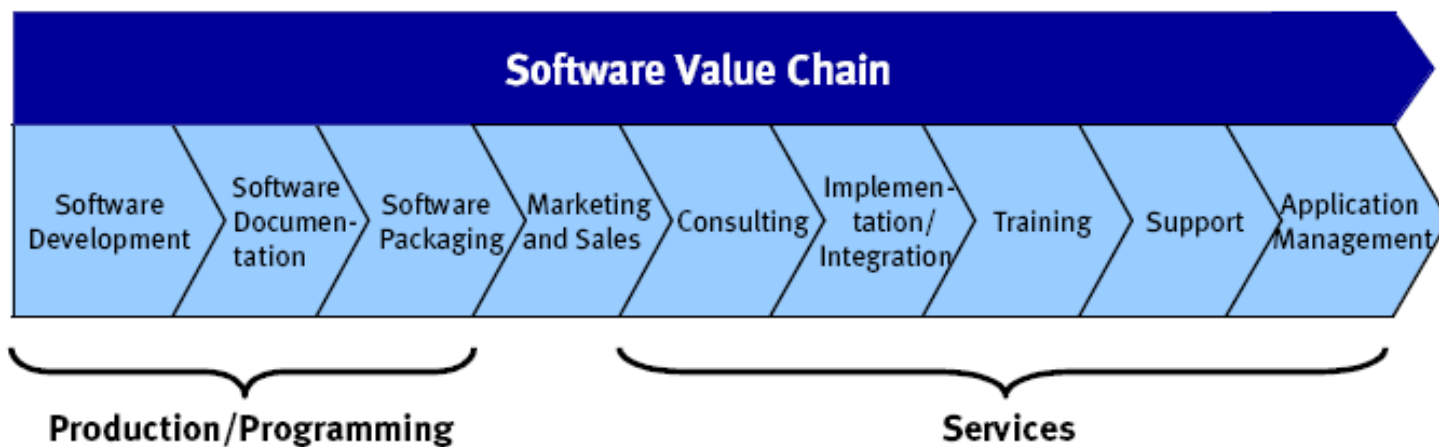 Software Value Chain
Software
Development
Software
Documen-
tation
Software
Packaging
Marketing
and Sales
Consulting
Implemen-
tation/
Integration
Training
Support
Application
Management
Production/Programming
Services